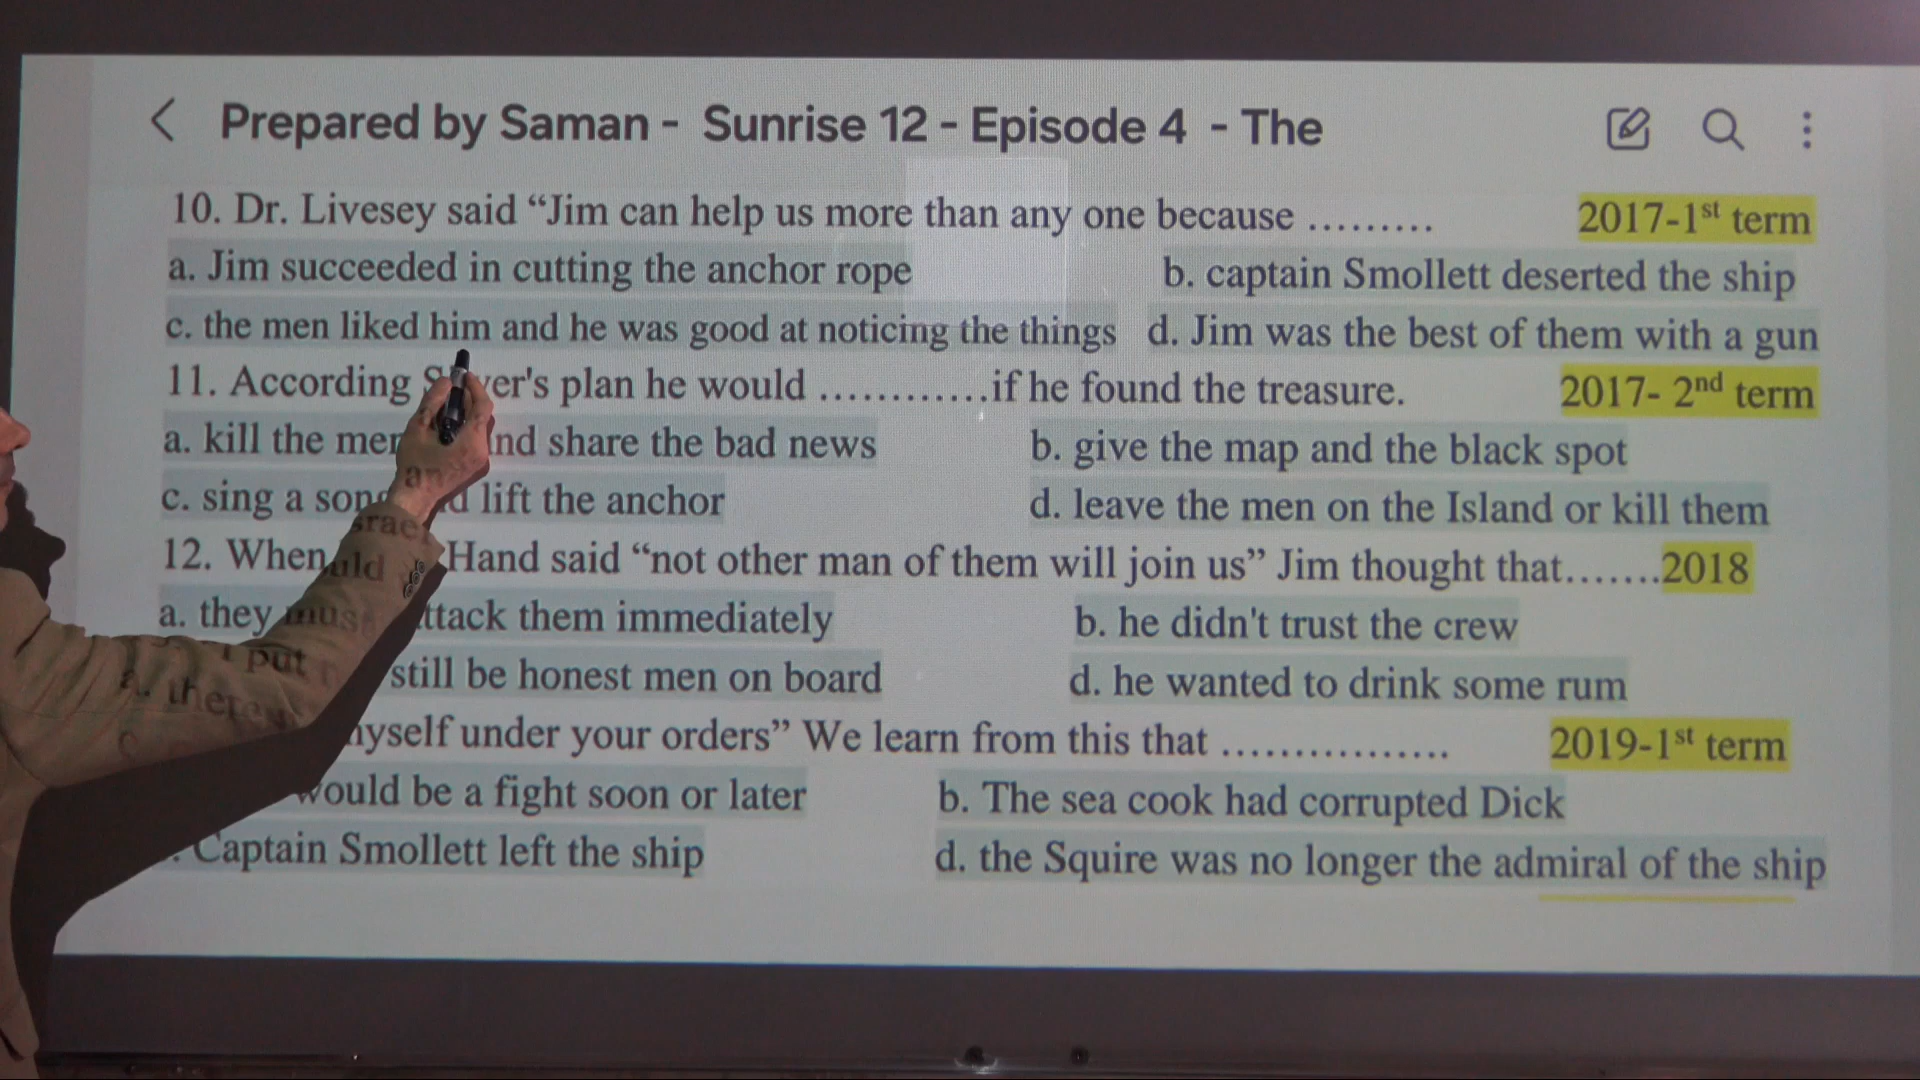 Prepared by Saman - Sunrise 12 - Episode 4 - The
10. Dr. Livesey said “Jim can help us more than any one because ......... 2017-1st term
a. Jim succeeded in cutting the anchor rope b. captain Smollett deserted the ship
c. the men liked him and he was good at noticing the things d. Jim was the best of them with a gun
11. According er's plan he would .............if he found the treasure. 2017- 2nd term
a. kill the share the bad news b. give the map and the black spot
c. sing a lift the anchor d. leave the men on the Island or kill them
12. When Hand said “not other man of them will join us” Jim thought that.......2018
a. they must attack them immediately b. he didn't trust the crew
still be honest men on board d. he wanted to drink some rum
put myself under your orders” We learn from this that ................. 2019-1st term
a. there would be a fight soon or later b. The sea cook had corrupted Dick
Captain Smollett left the ship d. the Squire was no longer the admiral of the ship